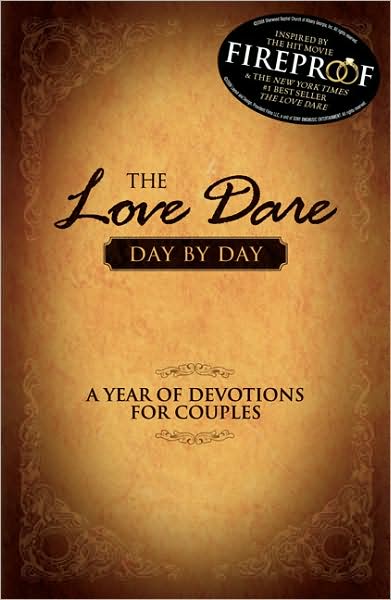 INSPIRED BY
THE HIT MOVIE
FIREPROOF
& THE NEW YORK TIMES
#1 BEST SELLER
THE LOVE DARE
THE
Love Dare
DAY BY DAY
A YEAR OF DEVOTIONS
FOR COUPLES